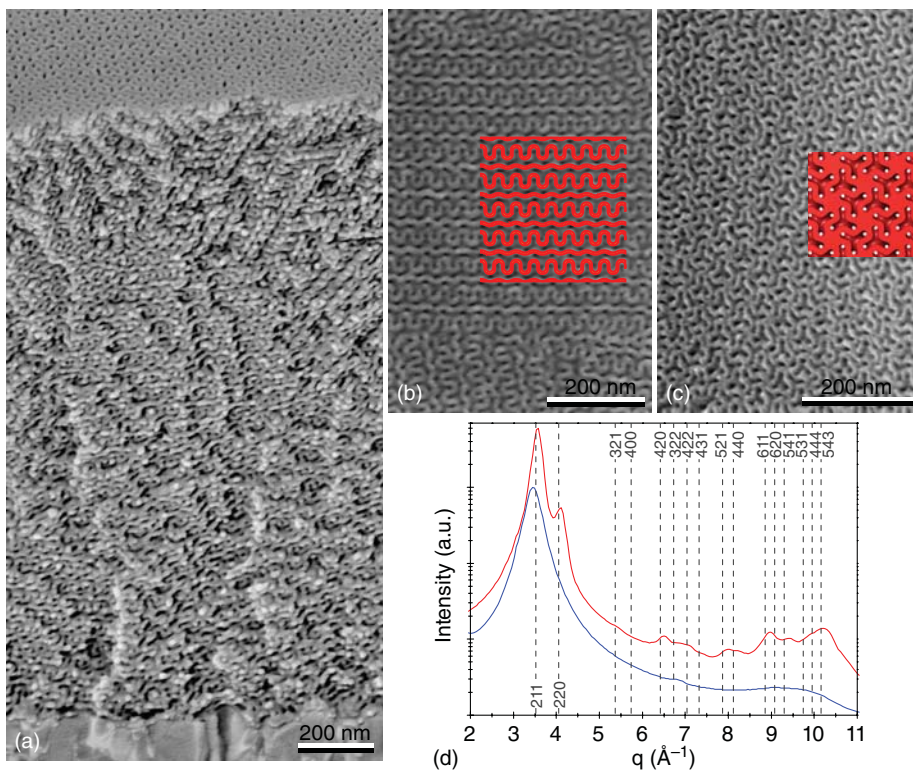 (a)
200 nm
(b)
200 nm
(c)
200 nm
(d)
Intensity (a.u.)
211
220
321
400
420
322
422
431
521
440
611
620
541
531
444
543
2 3 4 5 6 7 8 9 10 11
q (Å⁻¹)